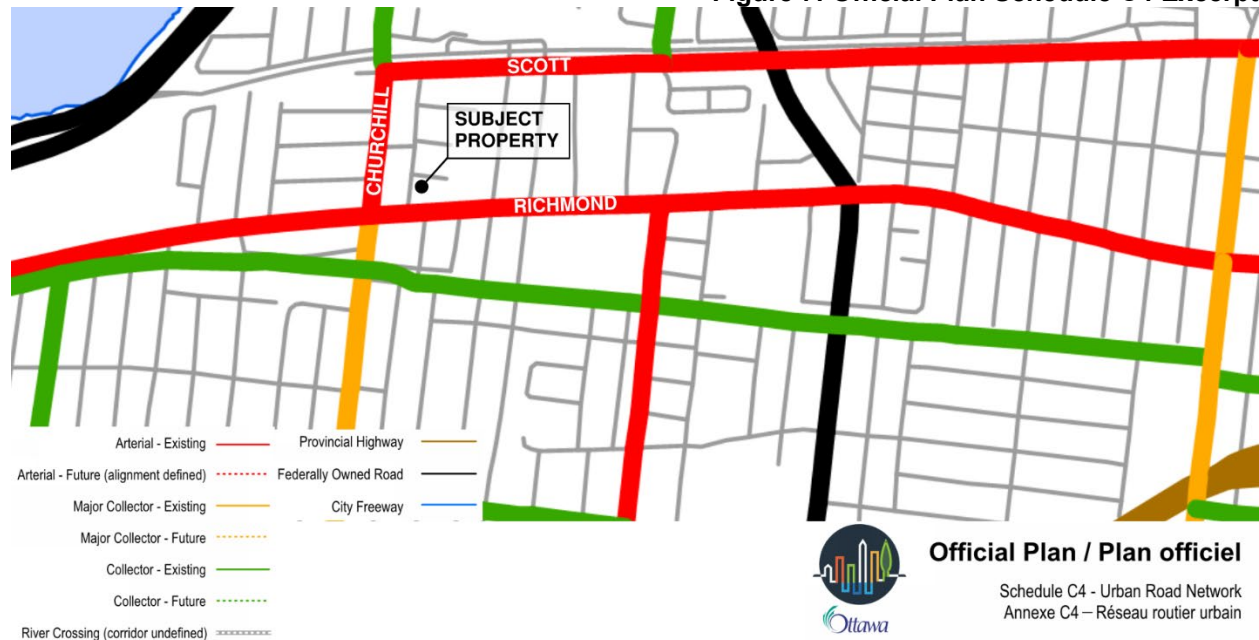 SCOTT
CHURCHILL
SUBJECT
PROPERTY
RICHMOND
Arterial - Existing
Arterial - Future (alignment defined)
Major Collector - Existing
Major Collector - Future
Collector - Existing
Collector - Future
River Crossing (corridor undefined)
Provincial Highway
Federally Owned Road
City Freeway
Official Plan / Plan officiel
Schedule C4 - Urban Road Network
Annexe C4 – Réseau routier urbain
Ottawa